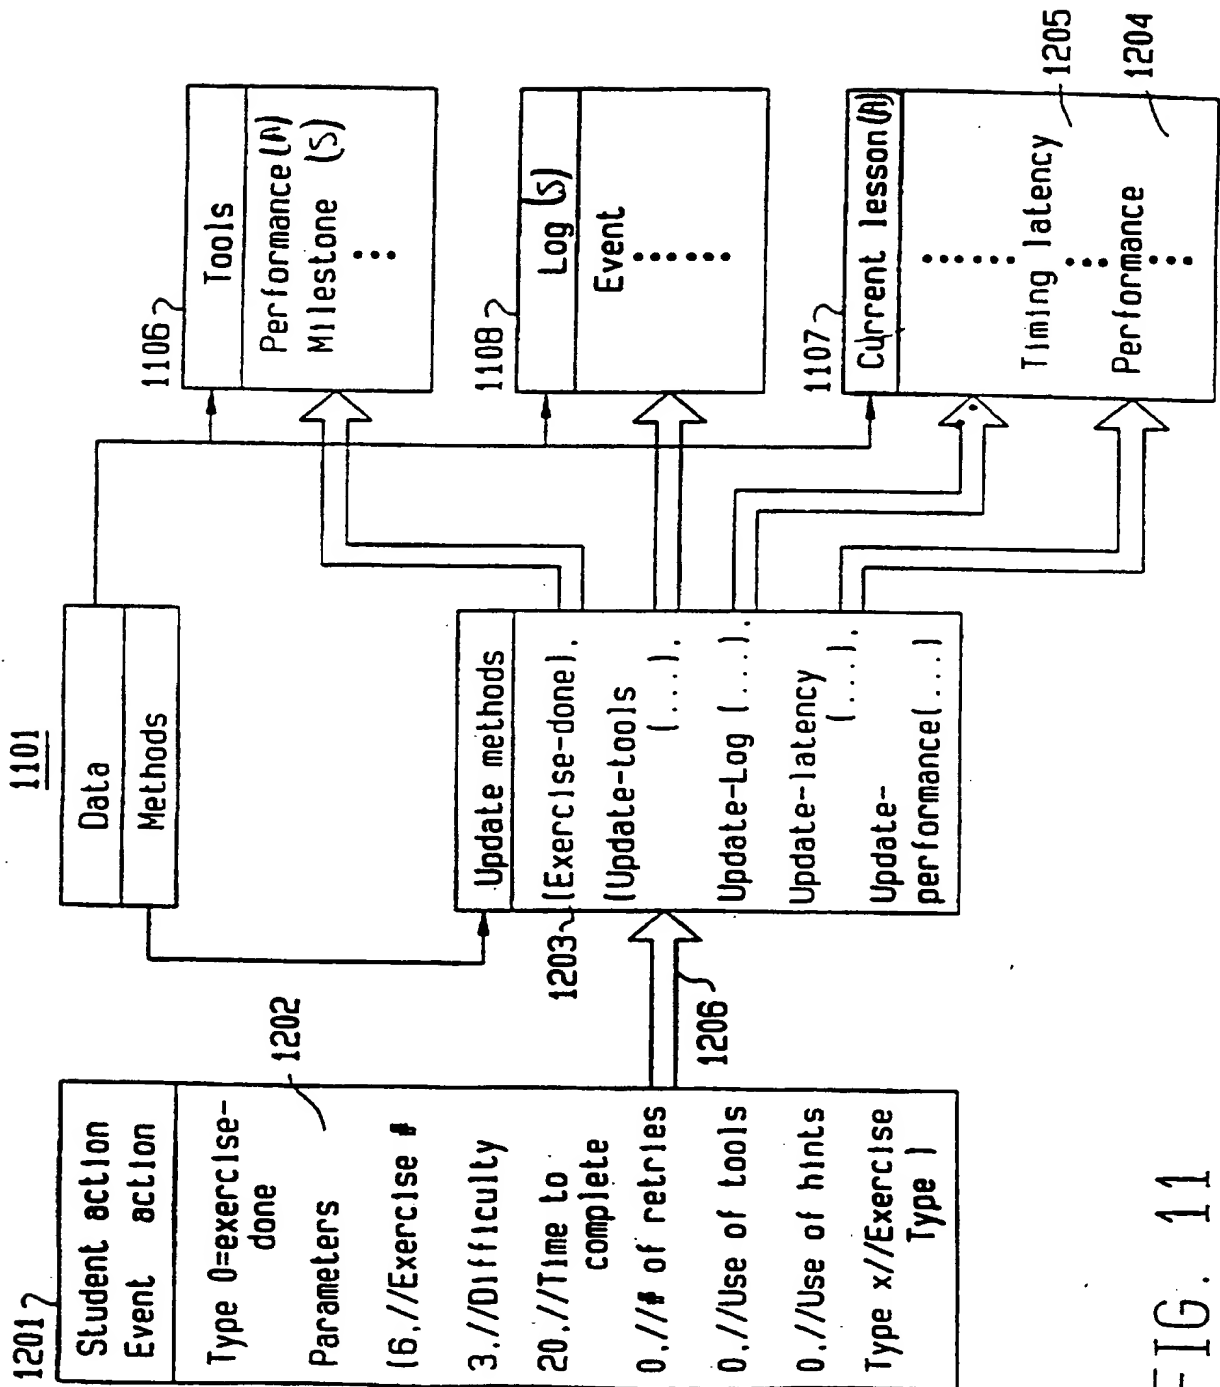 1101
Data
Methods
1201
Student action
Event action
Type 0=exercise-
done
Parameters
1202
(6,//Exercise #
3,//Difficulty
20,//Time to
complete
0,//# of retries
0,//Use of tools
0,//Use of hints
Type x//Exercise
Type )
1206
Update methods
1203
(Exercise-done),
(Update-tools
(....),
Update-Log (....),
Update-latency
(....),
Update-
performance(....)
1106
Tools
Performance (A)
Milestone (S)
1108
Log (S)
Event
1107
Current lesson (A)
Timing latency
1205
Performance
1204
FIG. 11